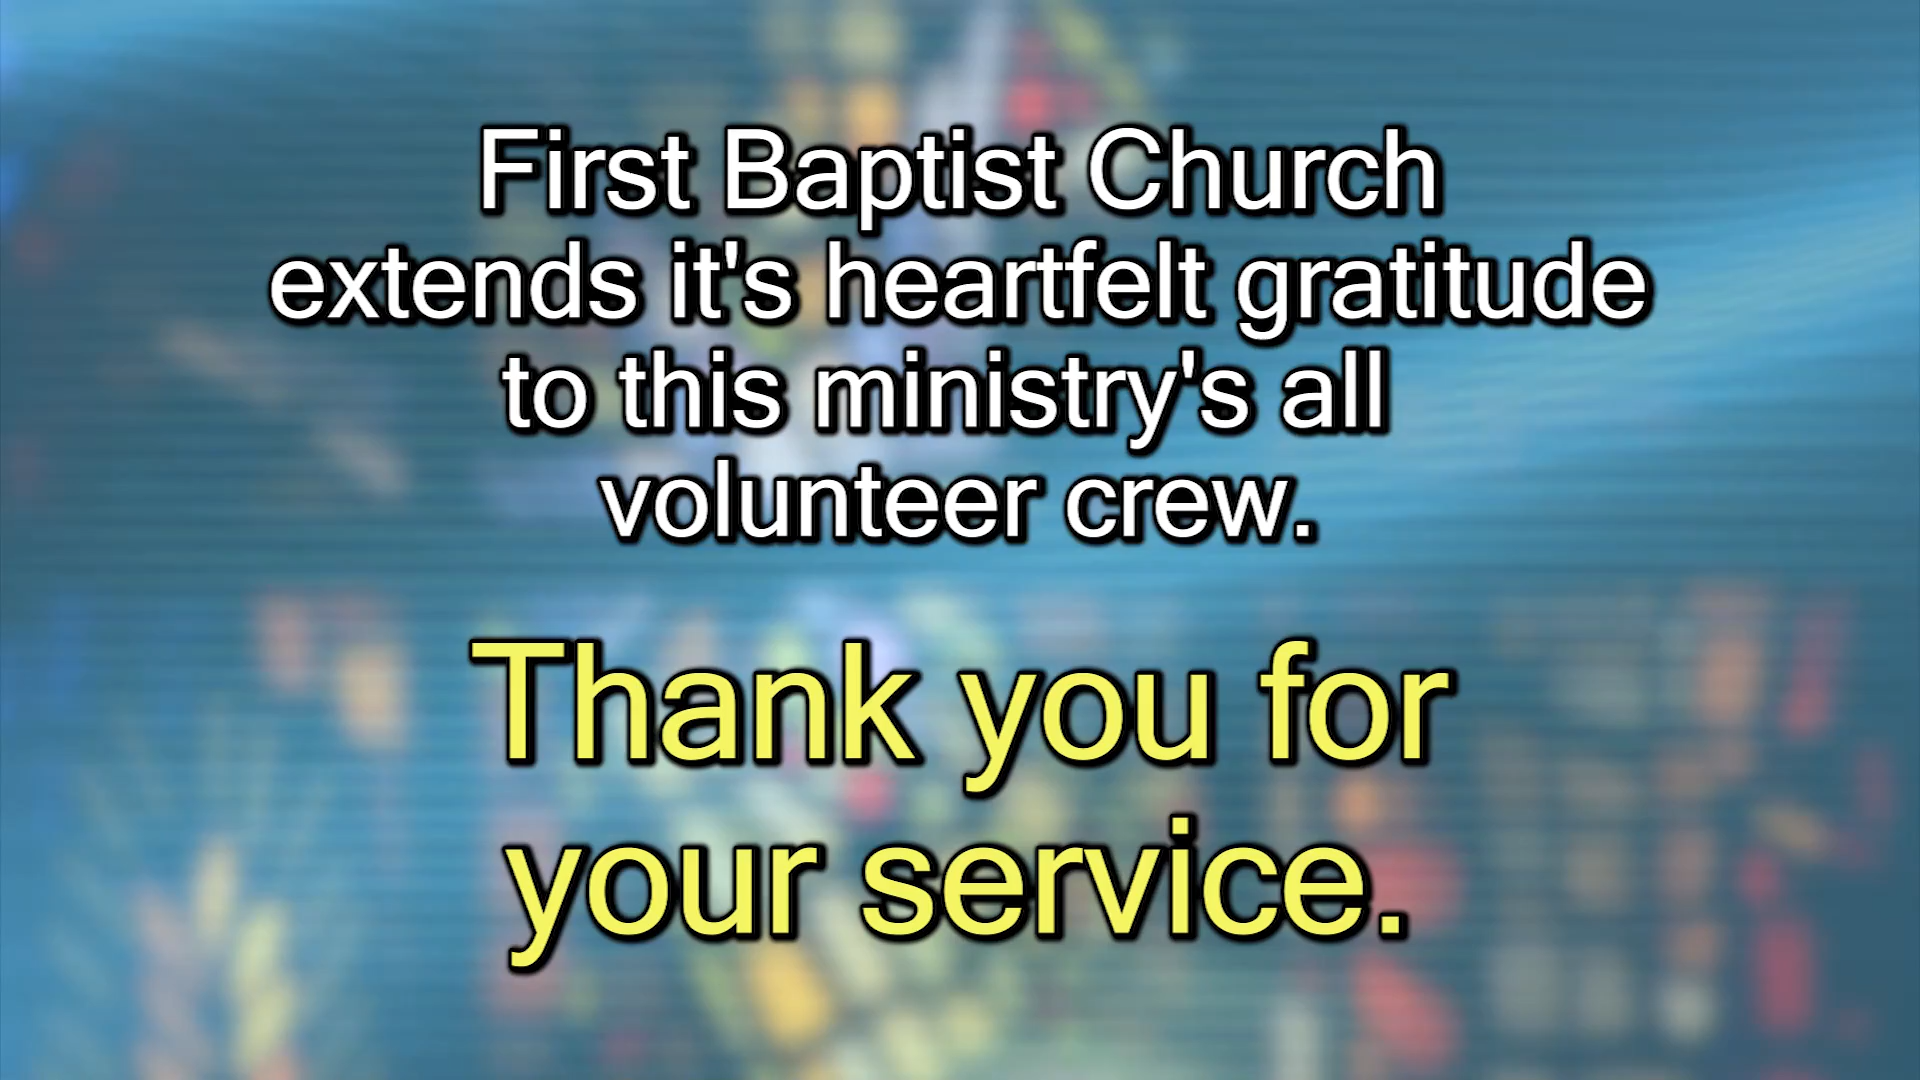 First Baptist Church
extends it's heartfelt gratitude
to this ministry's all
volunteer crew.
Thank you for
your service.